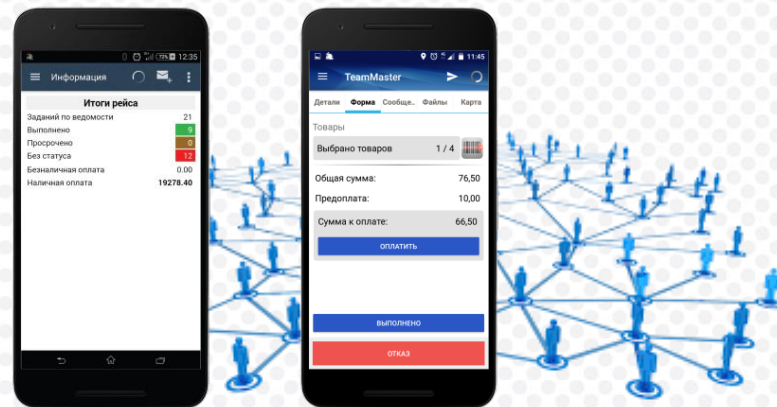 72% 12:35
Информация
Итоги рейса
Заданий по ведомости 21
Выполнено 9
Просрочено 0
Без статуса 12
Безналичная оплата 0.00
Наличная оплата 19278.40
11:45
TeamMaster
Детали Форма Сообще.. Файлы Карта
Товары
Выбрано товаров 1 / 4
Общая сумма: 76,50
Предоплата: 10,00
Сумма к оплате: 66,50
ОПЛАТИТЬ
ВЫПОЛНЕНО
ОТКАЗ